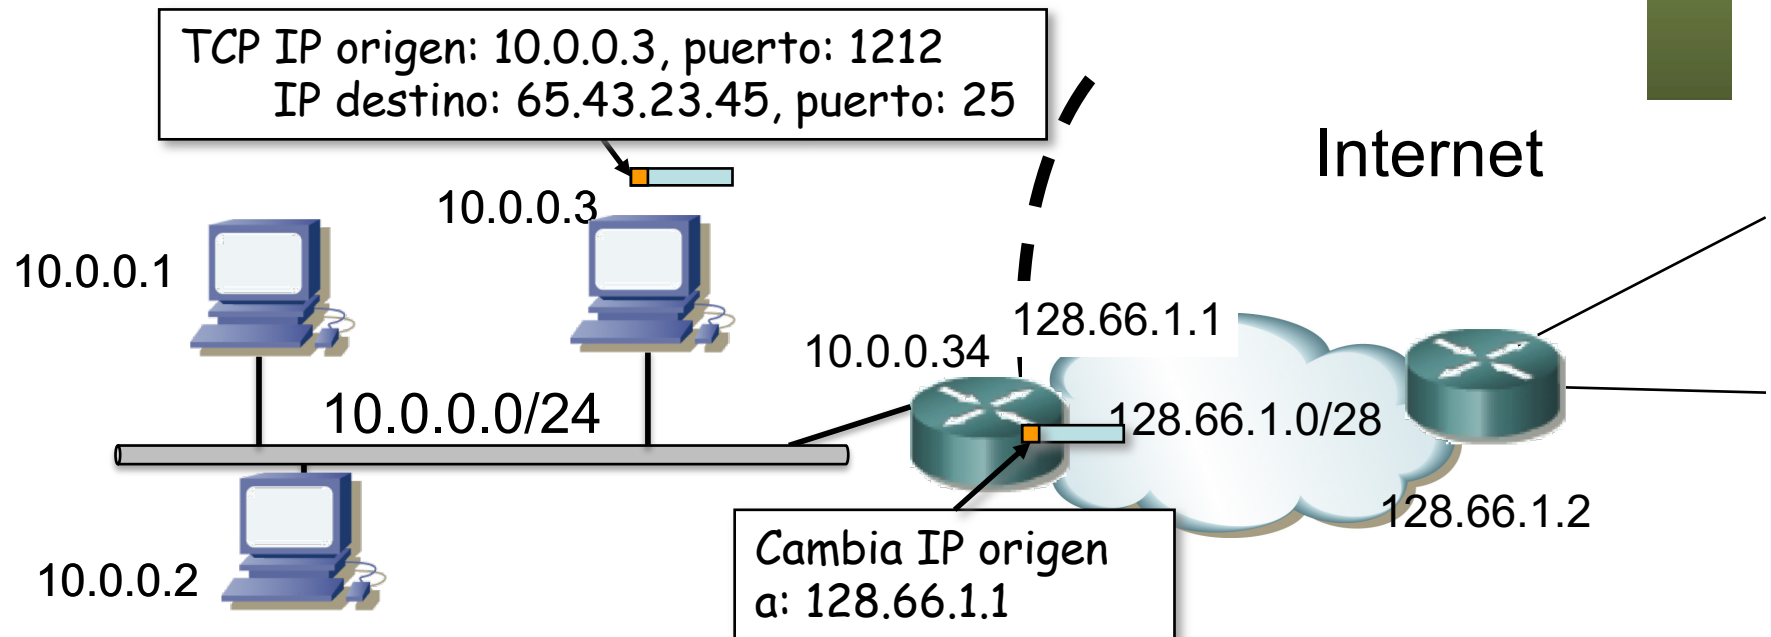 TCP IP origen: 10.0.0.3, puerto: 1212
IP destino: 65.43.23.45, puerto: 25
Internet
10.0.0.3
10.0.0.1
128.66.1.1
10.0.0.34
10.0.0.0/24
128.66.1.0/28
128.66.1.2
10.0.0.2
Cambia IP origen
a: 128.66.1.1